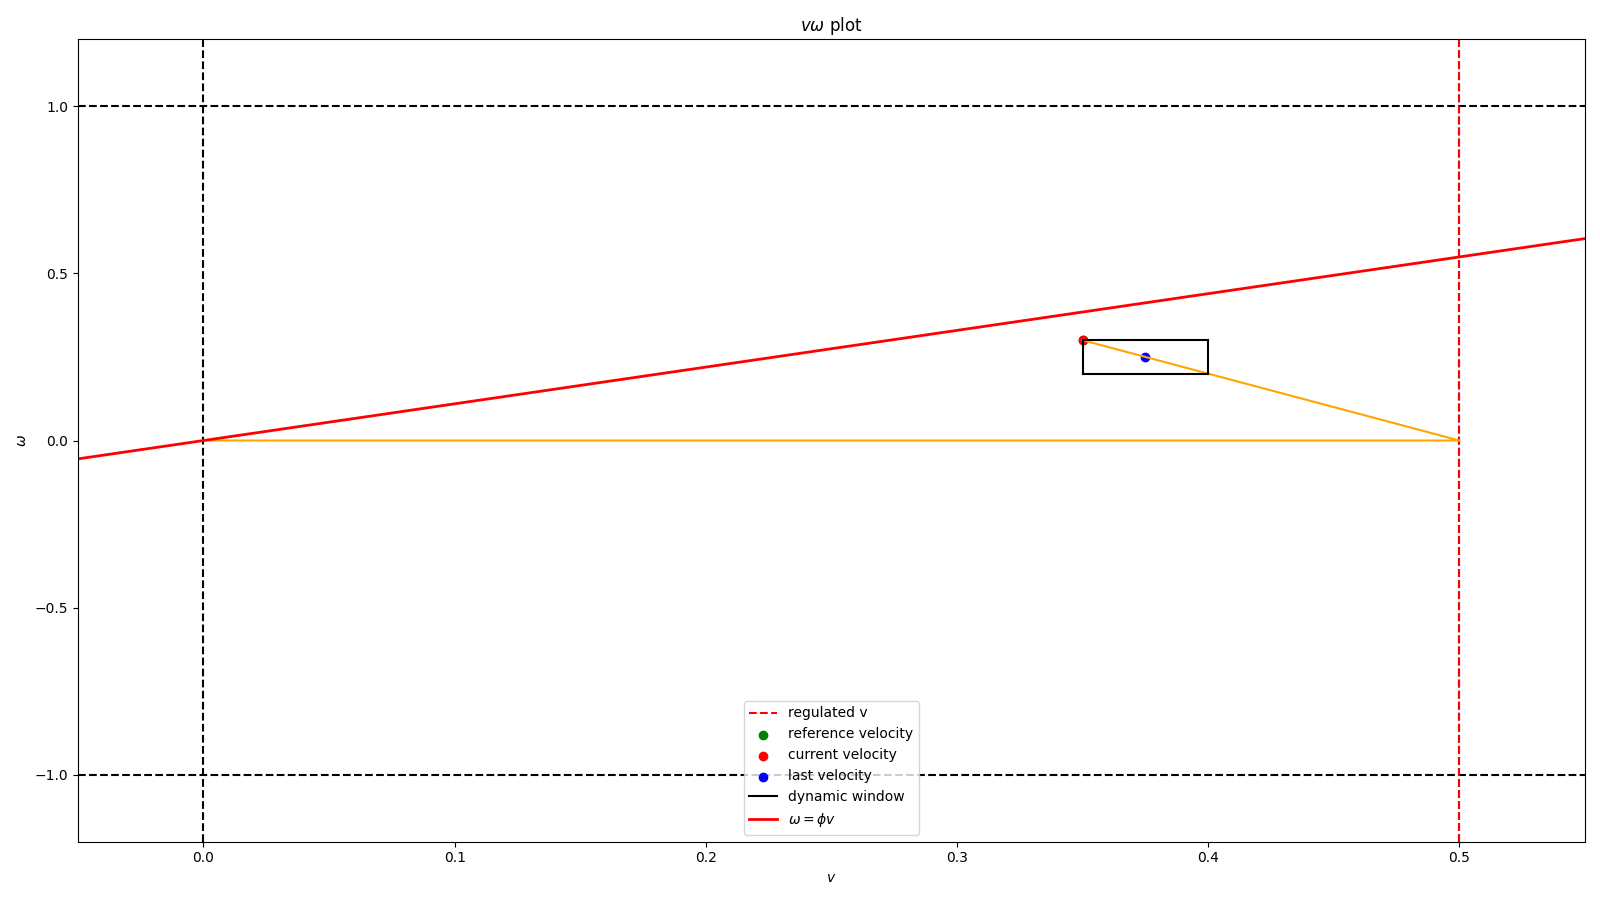 vω plot
1.0
0.5
0.0
−0.5
−1.0
ω
0.0 0.1 0.2 0.3 0.4 0.5
v
regulated v
reference velocity
current velocity
last velocity
dynamic window
ω = ϕv